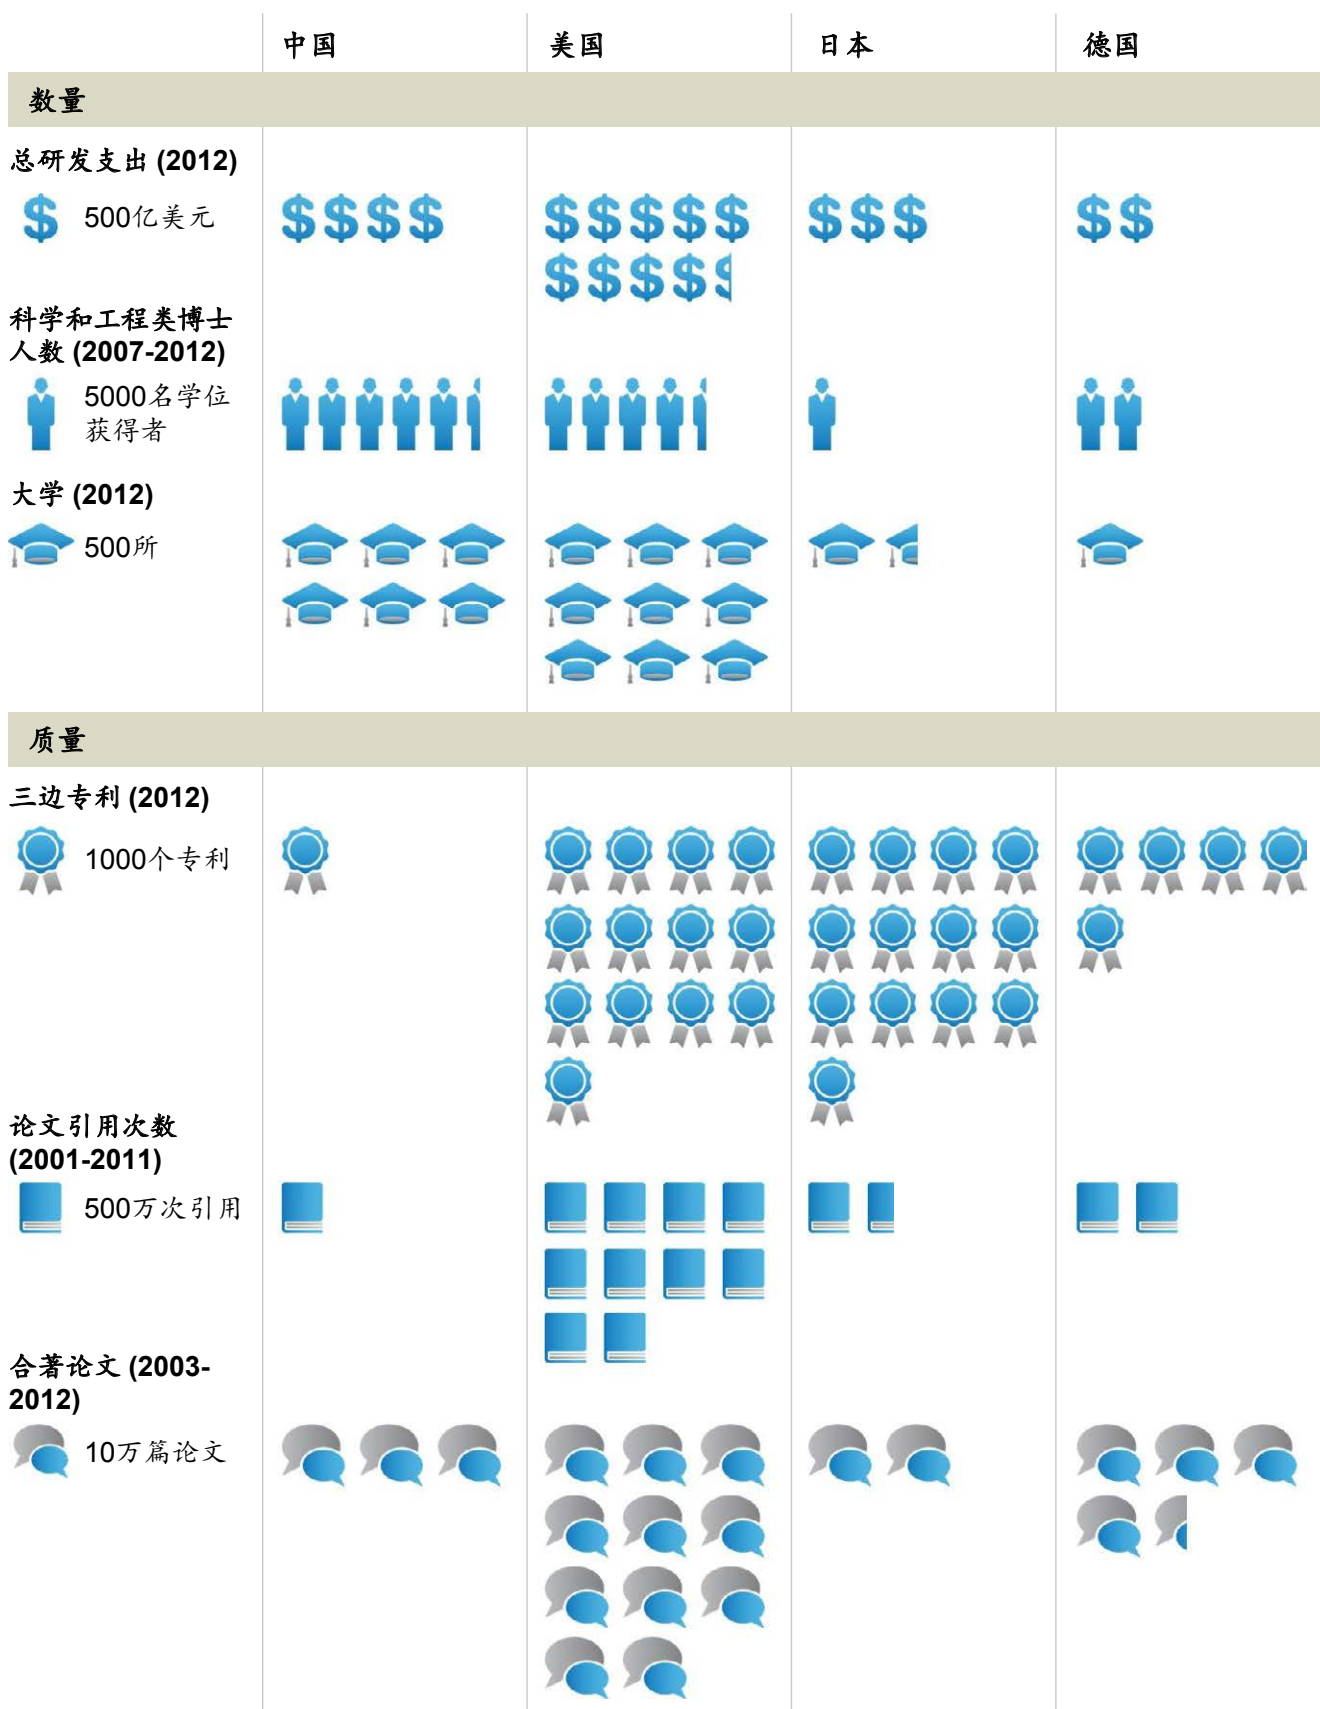 中国 美国 日本 德国
数量
总研发支出 (2012)
500亿美元
科学和工程类博士
人数 (2007-2012)
5000名学位
获得者
大学 (2012)
500所
质量
三边专利 (2012)
1000个专利
论文引用次数
(2001-2011)
500万次引用
合著论文 (2003-
2012)
10万篇论文